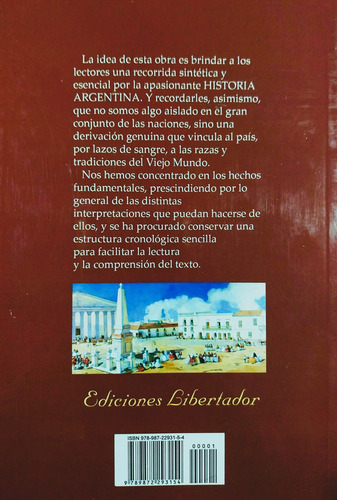 La idea de esta obra es brindar a los
lectores una recorrida sintética y
esencial por la apasionante HISTORIA
ARGENTINA. Y recordarles, asimismo,
que no somos algo aislado en el gran
conjunto de las naciones, sino una
derivación genuina que vincula al país,
por lazos de sangre, a las razas y
tradiciones del Viejo Mundo.
Nos hemos concentrado en los hechos
fundamentales, prescindiendo por lo
general de las distintas
interpretaciones que puedan hacerse de
ellos, y se ha procurado conservar una
estructura cronológica sencilla
para facilitar la lectura
y la comprensión del texto.
Ediciones Libertador
ISBN 978-987-22931-5-4
00001
9789872293154